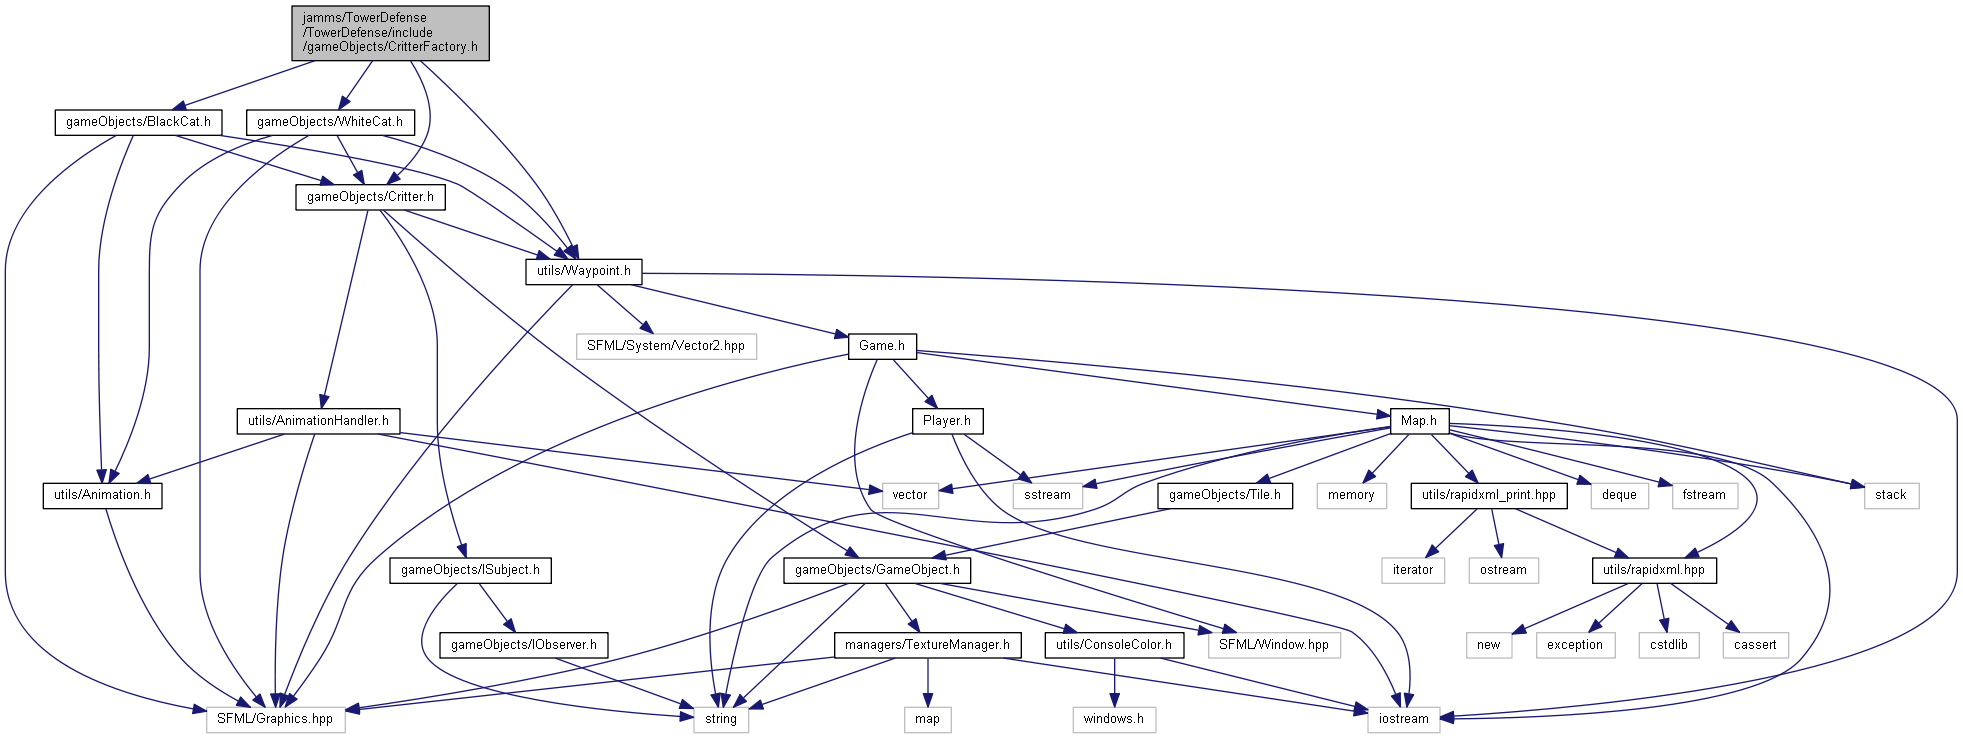 jamms/TowerDefense
/TowerDefense/include
/gameObjects/CritterFactory.h
gameObjects/BlackCat.h
gameObjects/WhiteCat.h
gameObjects/Critter.h
utils/Waypoint.h
SFML/System/Vector2.hpp
Game.h
utils/AnimationHandler.h
Player.h
Map.h
utils/Animation.h
vector
sstream
gameObjects/Tile.h
memory
utils/rapidxml_print.hpp
deque
fstream
stack
gameObjects/ISubject.h
gameObjects/GameObject.h
iterator
ostream
utils/rapidxml.hpp
gameObjects/IObserver.h
managers/TextureManager.h
utils/ConsoleColor.h
SFML/Window.hpp
new
exception
cstdlib
cassert
SFML/Graphics.hpp
string
map
windows.h
iostream